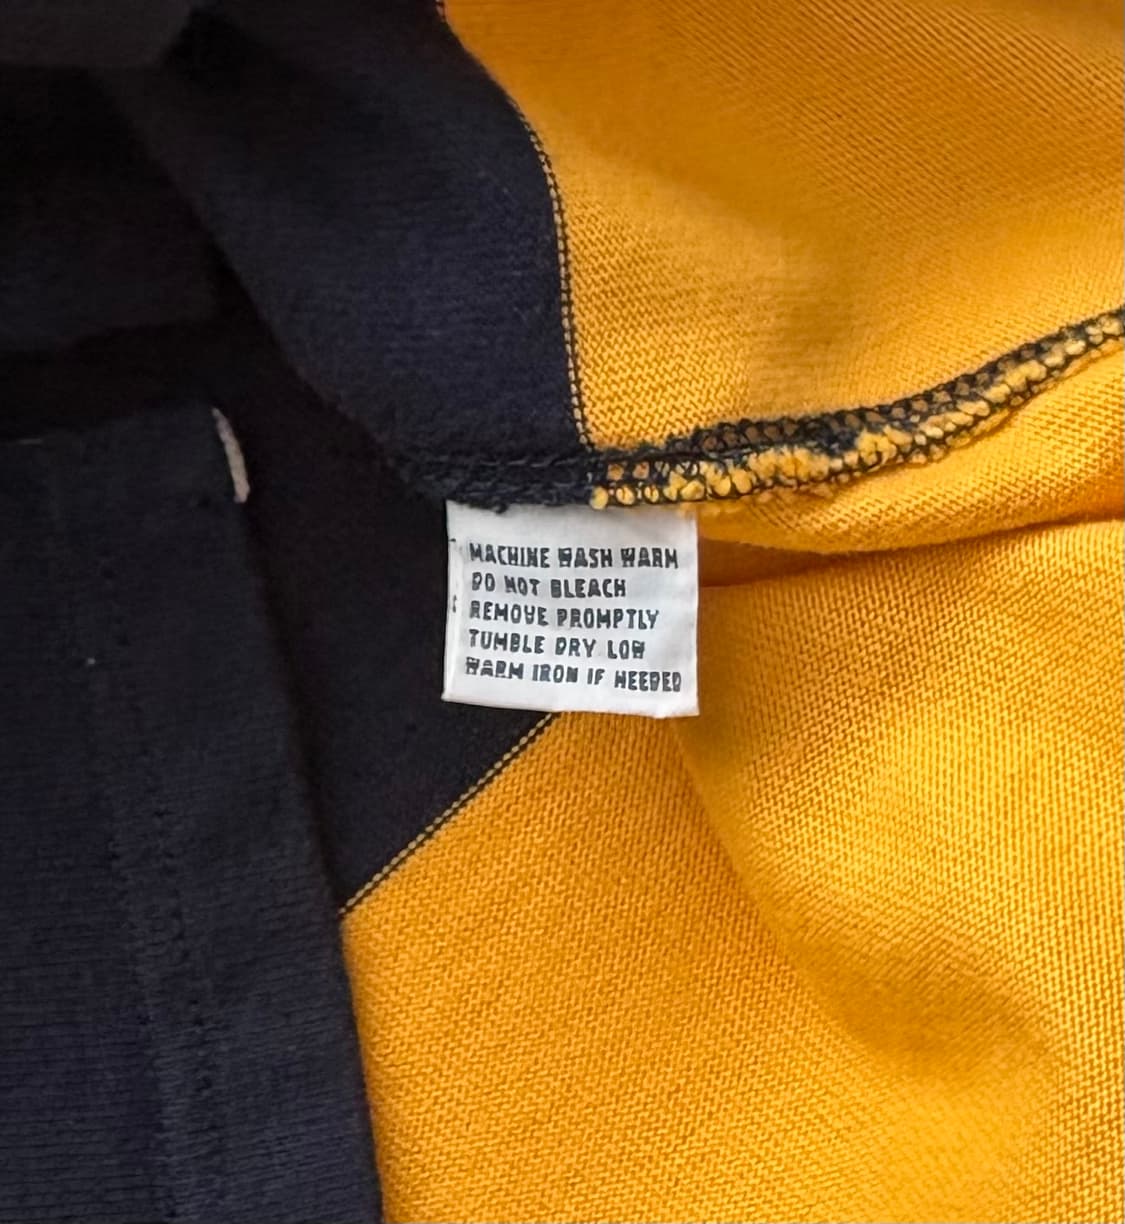 MACHINE WASH WARM
DO NOT BLEACH
REMOVE PROMPTLY
TUMBLE DRY LOW
WARM IRON IF NEEDED